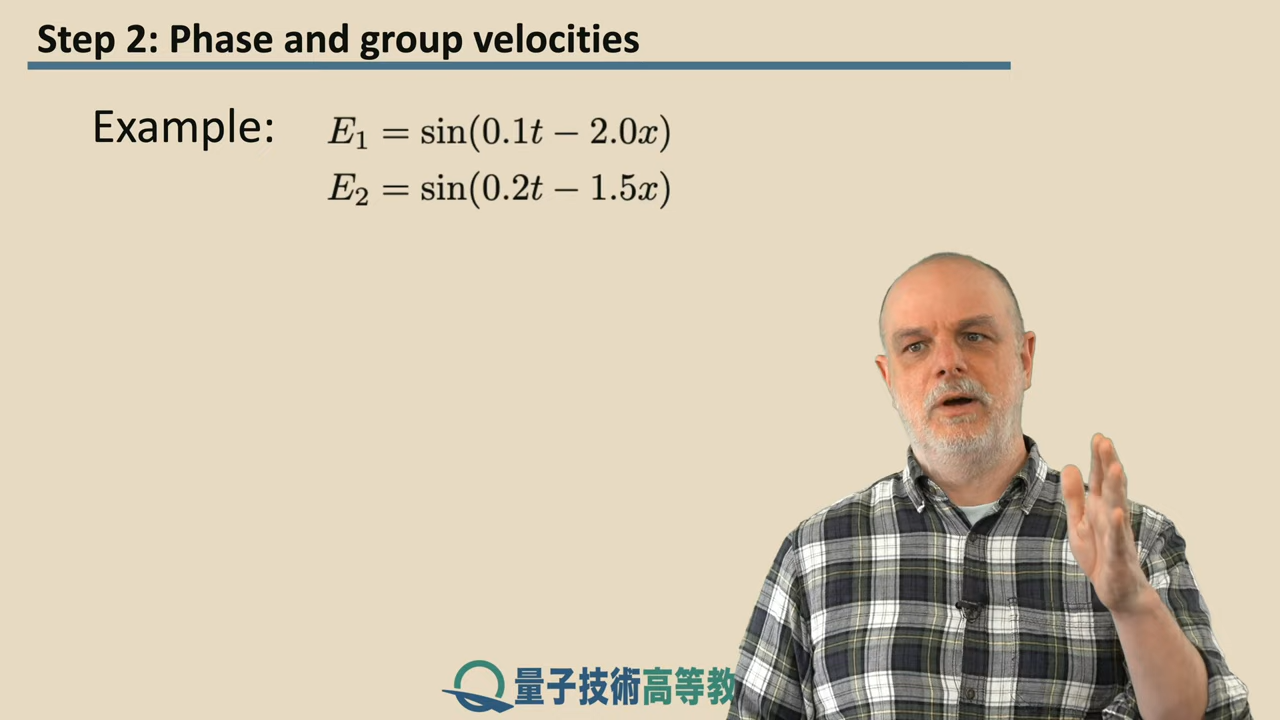 Step 2: Phase and group velocities
Example: E₁ = sin(0.1t − 2.0x)
E₂ = sin(0.2t − 1.5x)
量子技術高等教